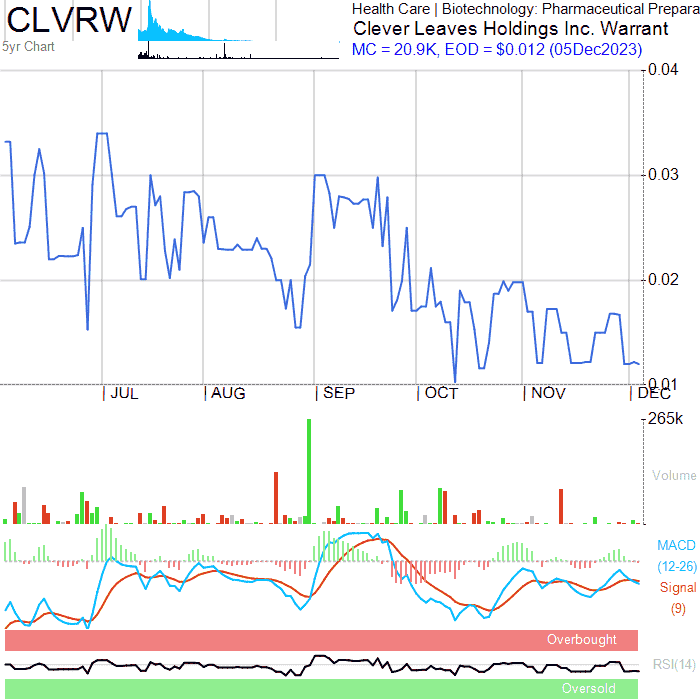 CLVRW
5yr Chart
Health Care | Biotechnology: Pharmaceutical Prepara
Clever Leaves Holdings Inc. Warrant
MC = 20.9K, EOD = $0.012 (05Dec2023)
0.04
0.03
0.02
0.01
JUL AUG SEP OCT NOV DEC
265k
Volume
MACD
(12-26)
Signal
(9)
Overbought
RSI(14)
Oversold